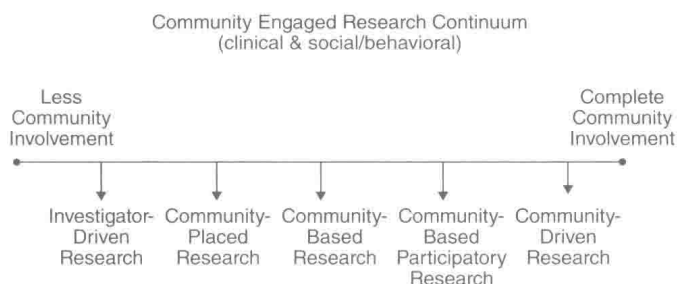 Community Engaged Research Continuum
(clinical & social/behavioral)
Less
Community
Involvement
Complete
Community
Involvement
Investigator-
Driven
Research
Community-
Placed
Research
Community-
Based
Research
Community-
Based
Participatory
Research
Community-
Driven
Research